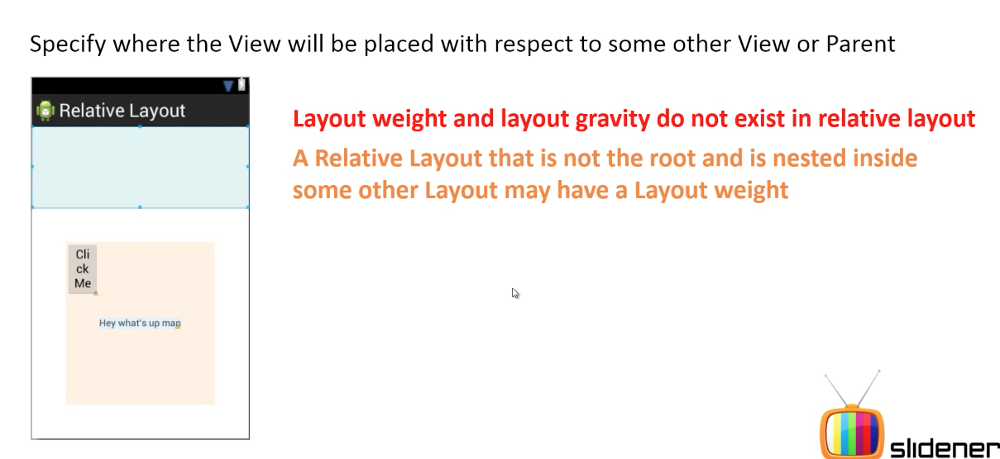 Specify where the View will be placed with respect to some other View or Parent
Relative Layout
Layout weight and layout gravity do not exist in relative layout
A Relative Layout that is not the root and is nested inside
some other Layout may have a Layout weight
Cli
ck
Me
Hey what's up man
slidenerd